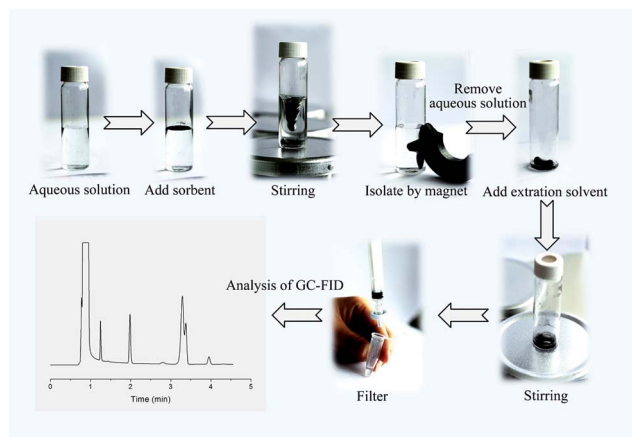 Remove
aqueous solution
Aqueous solution
Add sorbent
Stirring
Isolate by magnet
Add extration solvent
Analysis of GC-FID
Filter
Stirring
0 1 2 3 4 5
Time (min)